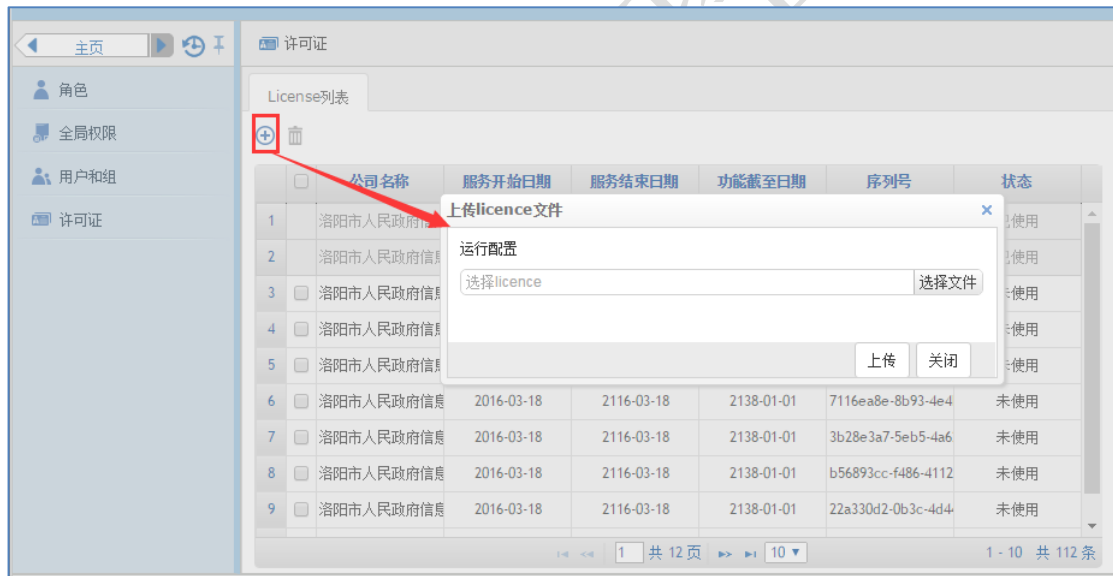 主页
许可证
角色
全局权限
用户和组
许可证
License列表
公司名称 服务开始日期 服务结束日期 功能截至日期 序列号 状态
1 洛阳市人民政府信 已使用
2 洛阳市人民政府信息 已使用
3 洛阳市人民政府信息 未使用
4 洛阳市人民政府信息 未使用
5 洛阳市人民政府信息 未使用
上传licence文件 ×
运行配置
选择licence 选择文件
上传 关闭
6 洛阳市人民政府信息 2016-03-18 2116-03-18 2138-01-01 7116ea8e-8b93-4e4 未使用
7 洛阳市人民政府信息 2016-03-18 2116-03-18 2138-01-01 3b28e3a7-5eb5-4a6 未使用
8 洛阳市人民政府信息 2016-03-18 2116-03-18 2138-01-01 b56893cc-f486-4112 未使用
9 洛阳市人民政府信息 2016-03-18 2116-03-18 2138-01-01 22a330d2-0b3c-4d4 未使用
1 共 12 页 10 1 - 10 共 112 条